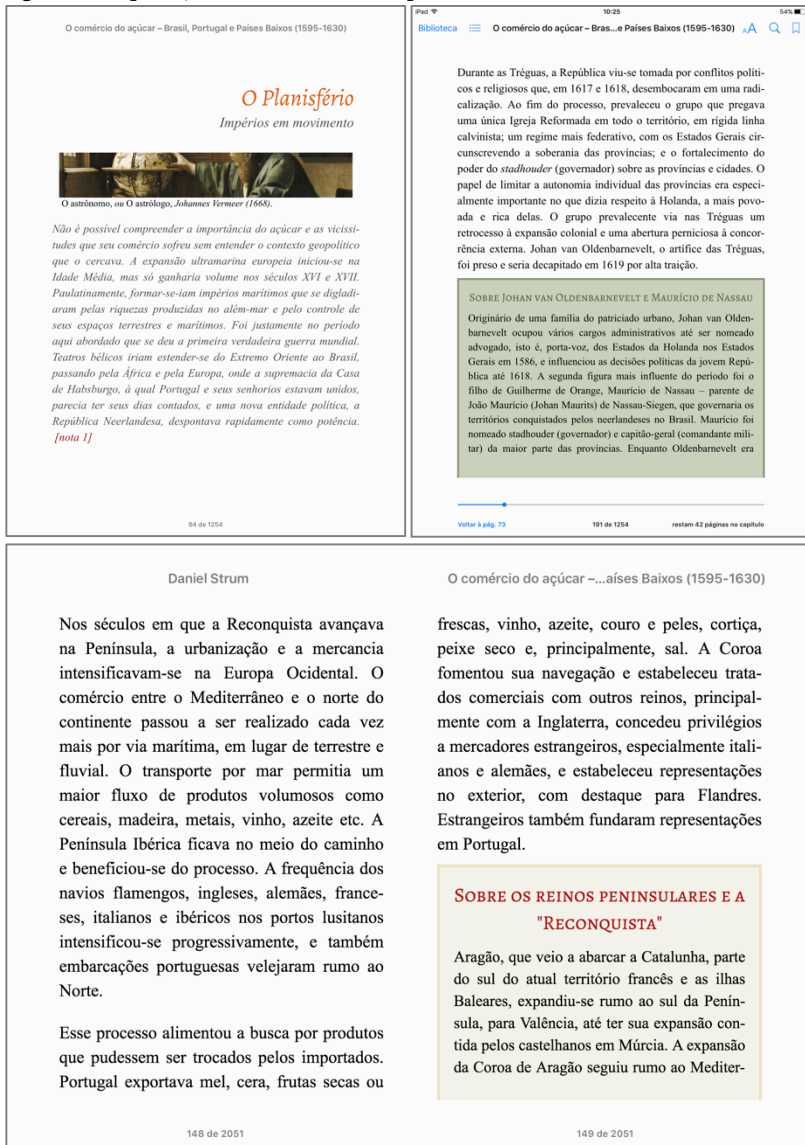 O comércio do açúcar – Brasil, Portugal e Países Baixos (1595-1630)
O Planisfério
Impérios em movimento
O astrônomo, ou O astrólogo, Johannes Vermeer (1668).
Não é possível compreender a importância do açúcar e as vicissi-
tudes que seu comércio sofreu sem entender o contexto geopolítico
que o cercava. A expansão ultramarina europeia iniciou-se na
Idade Média, mas só ganharia volume nos séculos XVI e XVII.
Paulatinamente, formar-se-iam impérios marítimos que se digladi-
aram pelas riquezas produzidas no além-mar e pelo controle de
seus espaços terrestres e marítimos. Foi justamente no período
aqui abordado que se deu a primeira verdadeira guerra mundial.
Teatros bélicos iriam estender-se do Extremo Oriente ao Brasil,
passando pela África e pela Europa, onde a supremacia da Casa
de Habsburgo, à qual Portugal e seus senhorios estavam unidos,
parecia ter seus dias contados, e uma nova entidade política, a
República Neerlandesa, despontava rapidamente como potência.
[nota 1]
94 de 1254
iPad 10:25 54%
Biblioteca O comércio do açúcar – Bras...e Países Baixos (1595-1630) AA
Durante as Tréguas, a República viu-se tomada por conflitos políti-
cos e religiosos que, em 1617 e 1618, desembocaram em uma radi-
calização. Ao fim do processo, prevaleceu o grupo que pregava
uma única Igreja Reformada em todo o território, em rígida linha
calvinista; um regime mais federativo, com os Estados Gerais cir-
cunscrevendo a soberania das províncias; e o fortalecimento do
poder do stadhouder (governador) sobre as províncias e cidades. O
papel de limitar a autonomia individual das províncias era especi-
almente importante no que dizia respeito à Holanda, a mais povo-
ada e rica delas. O grupo prevalecente via nas Tréguas um
retrocesso à expansão colonial e uma abertura perniciosa à concor-
rência externa. Johan van Oldenbarnevelt, o artífice das Tréguas,
foi preso e seria decapitado em 1619 por alta traição.
Sobre Johan van Oldenbarnevelt e Maurício de Nassau
Originário de uma família do patriciado urbano, Johan van Olden-
barnevelt ocupou vários cargos administrativos até ser nomeado
advogado, isto é, porta-voz, dos Estados da Holanda nos Estados
Gerais em 1586, e influenciou as decisões políticas da jovem Repú-
blica até 1618. A segunda figura mais influente do período foi o
filho de Guilherme de Orange, Maurício de Nassau – parente de
João Maurício (Johan Maurits) de Nassau-Siegen, que governaria os
territórios conquistados pelos neerlandeses no Brasil. Maurício foi
nomeado stadhouder (governador) e capitão-geral (comandante mili-
tar) da maior parte das províncias. Enquanto Oldenbarnevelt era
Voltar à pág. 73 191 de 1254 restam 42 páginas no capítulo
Daniel Strum
Nos séculos em que a Reconquista avançava
na Península, a urbanização e a mercancia
intensificavam-se na Europa Ocidental. O
comércio entre o Mediterrâneo e o norte do
continente passou a ser realizado cada vez
mais por via marítima, em lugar de terrestre e
fluvial. O transporte por mar permitia um
maior fluxo de produtos volumosos como
cereais, madeira, metais, vinho, azeite etc. A
Península Ibérica ficava no meio do caminho
e beneficiou-se do processo. A frequência dos
navios flamengos, ingleses, alemães, france-
ses, italianos e ibéricos nos portos lusitanos
intensificou-se progressivamente, e também
embarcações portuguesas velejaram rumo ao
Norte.
Esse processo alimentou a busca por produtos
que pudessem ser trocados pelos importados.
Portugal exportava mel, cera, frutas secas ou
148 de 2051
O comércio do açúcar –...aíses Baixos (1595-1630)
frescas, vinho, azeite, couro e peles, cortiça,
peixe seco e, principalmente, sal. A Coroa
fomentou sua navegação e estabeleceu trata-
dos comerciais com outros reinos, principal-
mente com a Inglaterra, concedeu privilégios
a mercadores estrangeiros, especialmente itali-
anos e alemães, e estabeleceu representações
no exterior, com destaque para Flandres.
Estrangeiros também fundaram representações
em Portugal.
Sobre os reinos peninsulares e a
"Reconquista"
Aragão, que veio a abarcar a Catalunha, parte
do sul do atual território francês e as ilhas
Baleares, expandiu-se rumo ao sul da Penín-
sula, para Valência, até ter sua expansão con-
tida pelos castelhanos em Múrcia. A expansão
da Coroa de Aragão seguiu rumo ao Mediter-
149 de 2051